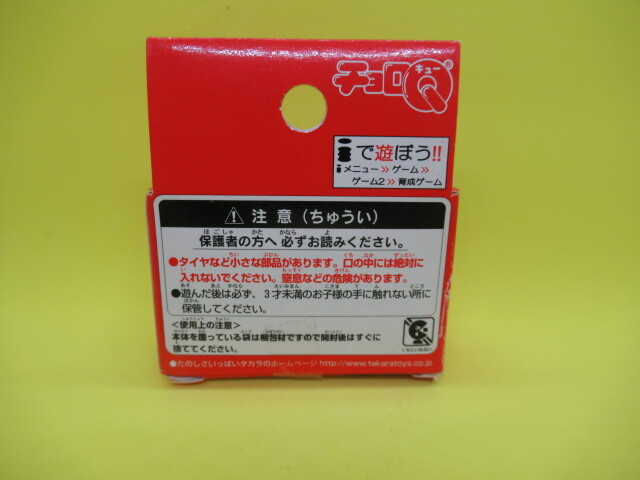 チョロQ
キュー
iで遊ぼう!!
iメニュー≫ゲーム≫
ゲーム2≫育成ゲーム
注意(ちゅうい)
保護者の方へ 必ずお読みください。
●タイヤなど小さな部品があります。口の中には絶対に
入れないでください。窒息などの危険があります。
●遊んだ後は必ず、3才未満のお子様の手に触れない所に
保管してください。
<使用上の注意>
本体を覆っている袋は梱包材ですので開封後はすぐに
捨ててください。
●たのしさいっぱいタカラのホームページ http://www.takaratoys.co.jp